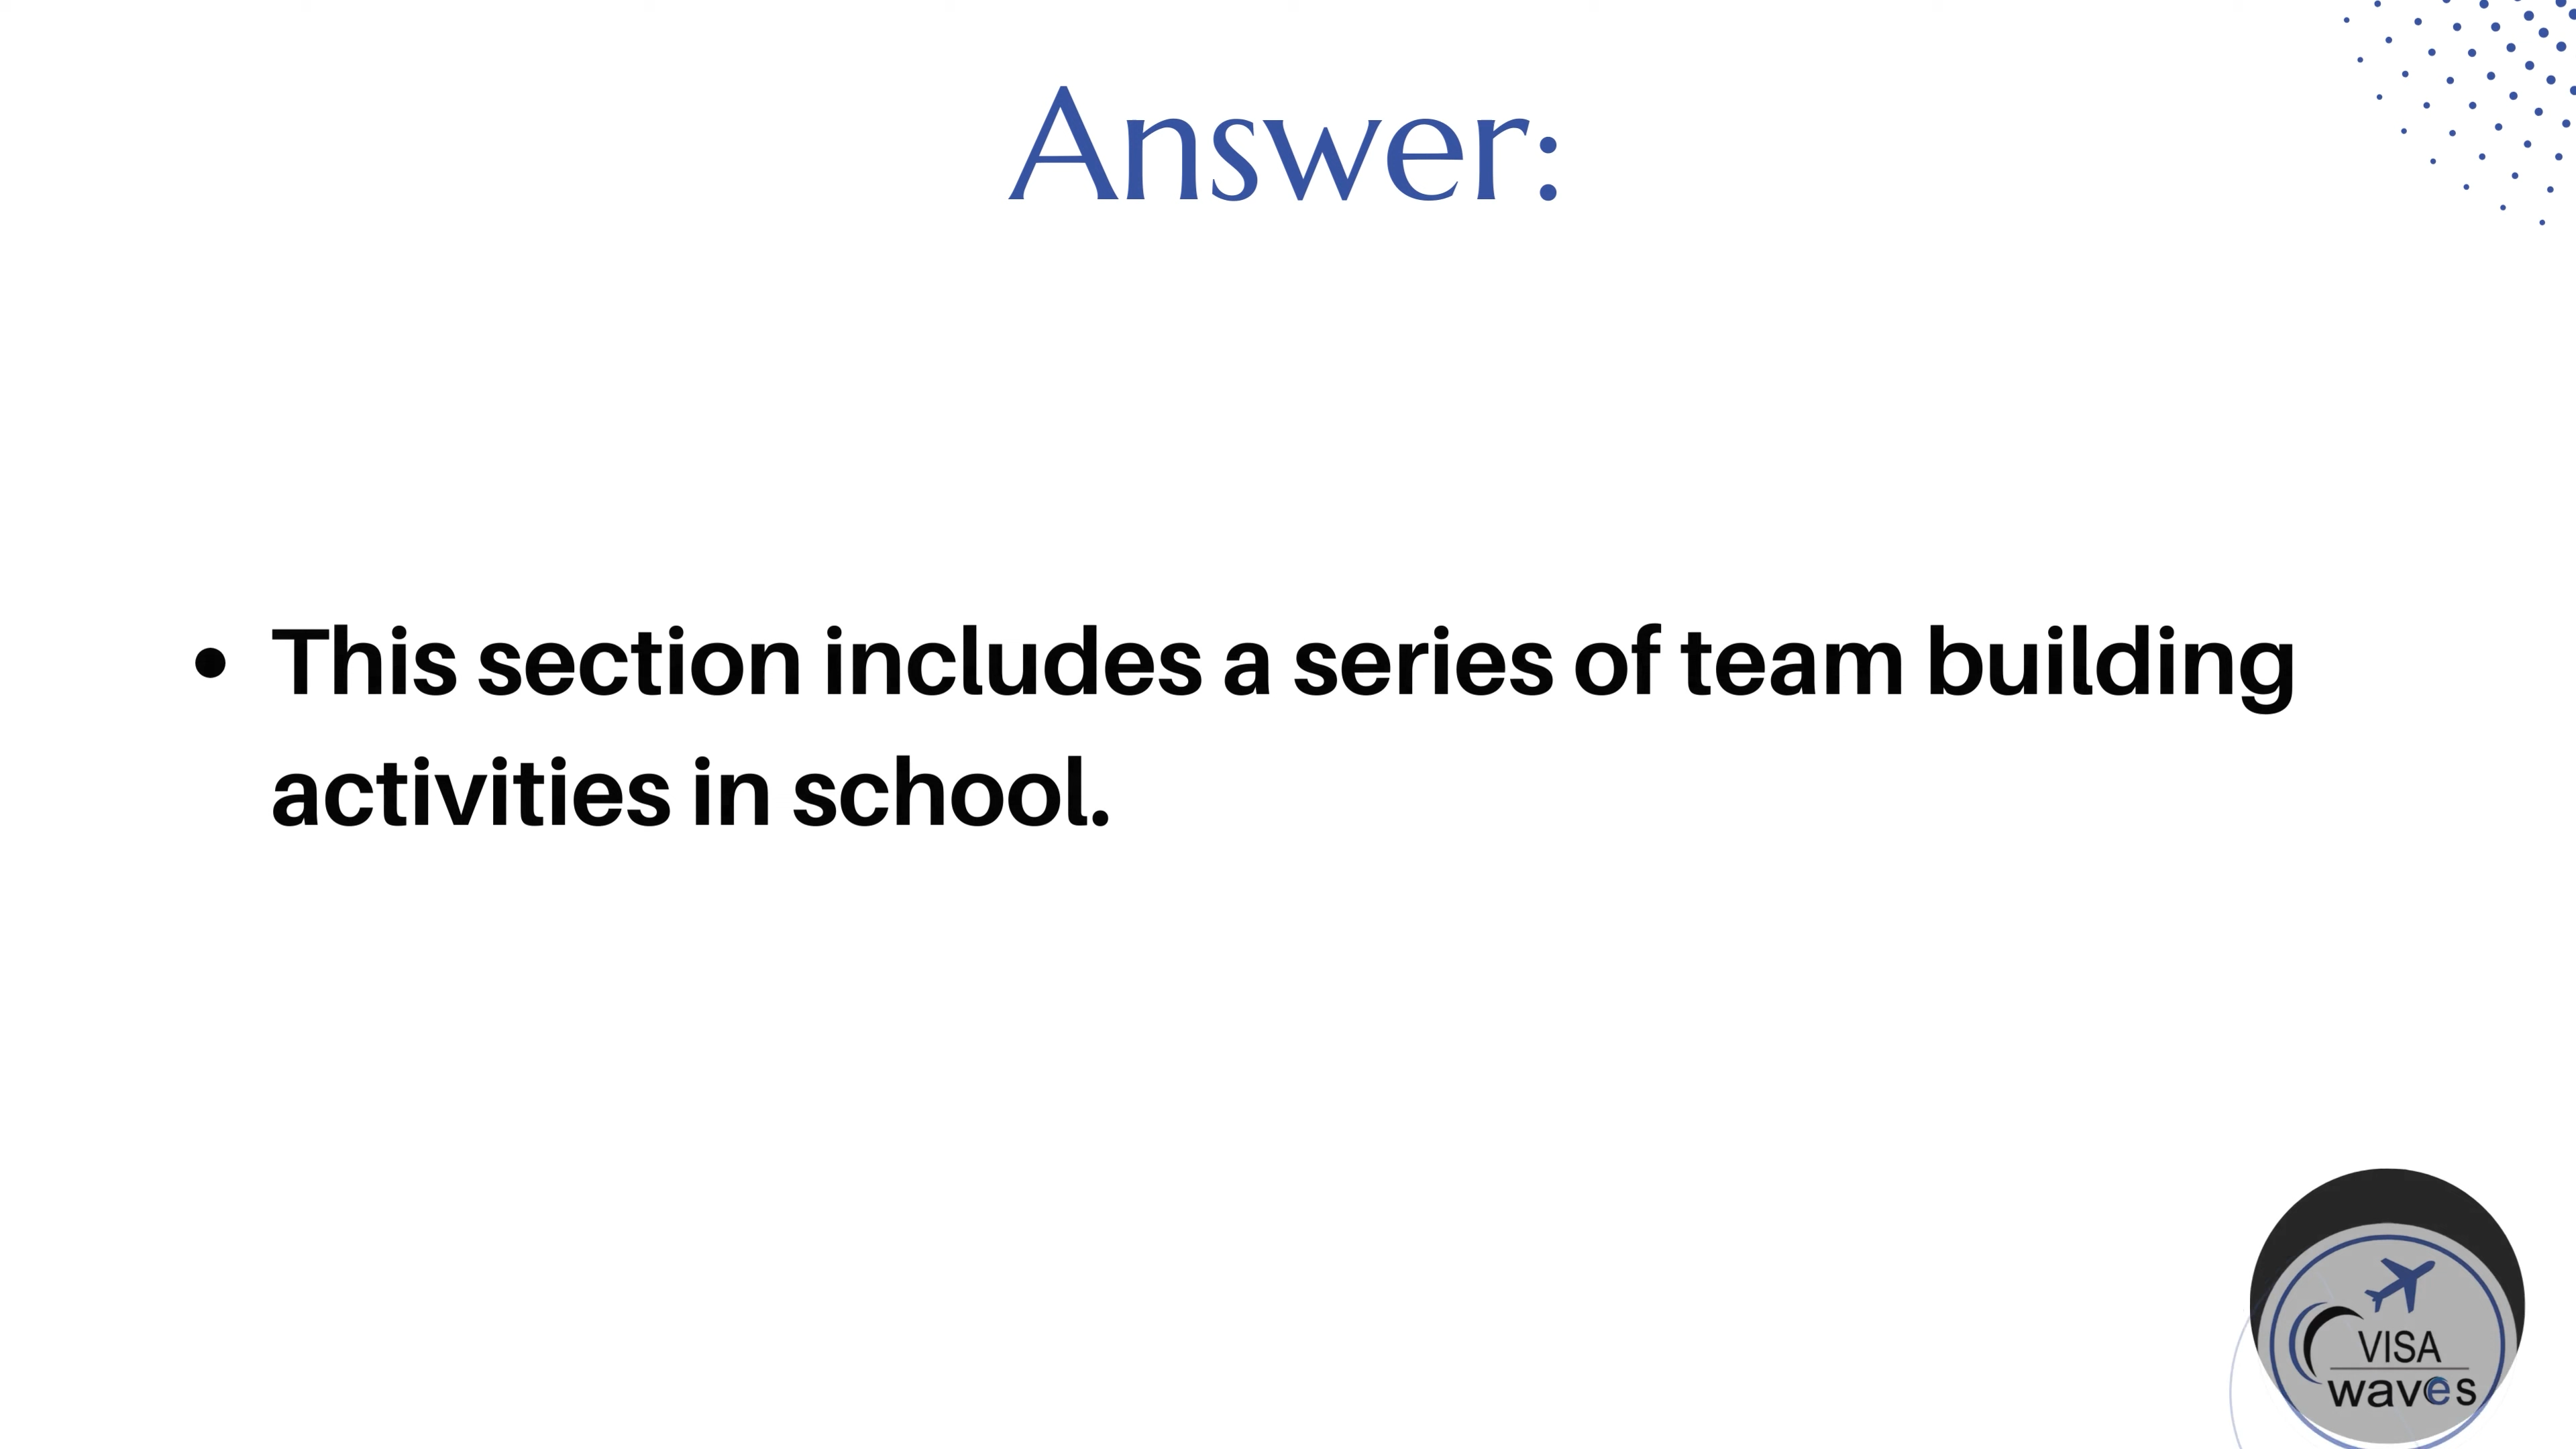 Answer:
• This section includes a series of team building
activities in school.
VISA
waves